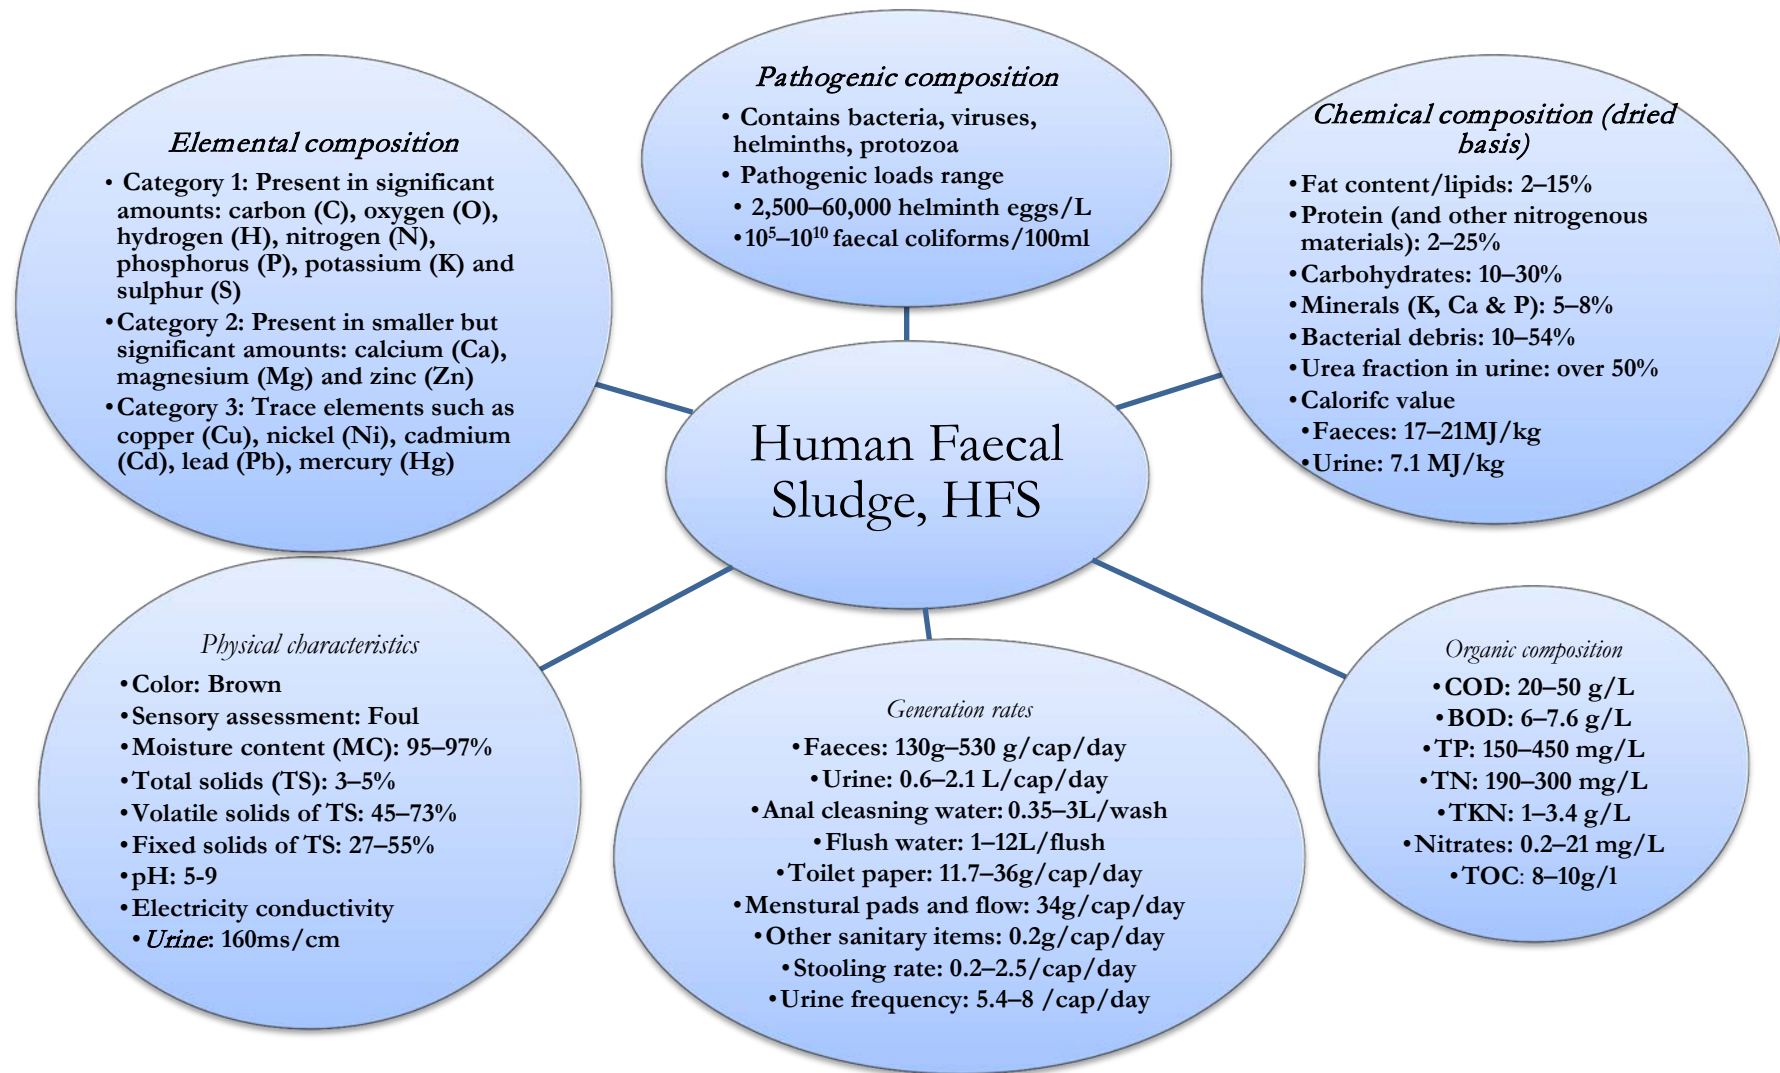 Pathogenic composition
• Contains bacteria, viruses,
helminths, protozoa
• Pathogenic loads range
• 2,500–60,000 helminth eggs/L
•10⁵–10¹⁰ faecal coliforms/100ml
Elemental composition
• Category 1: Present in significant
amounts: carbon (C), oxygen (O),
hydrogen (H), nitrogen (N),
phosphorus (P), potassium (K) and
sulphur (S)
•Category 2: Present in smaller but
significant amounts: calcium (Ca),
magnesium (Mg) and zinc (Zn)
•Category 3: Trace elements such as
copper (Cu), nickel (Ni), cadmium
(Cd), lead (Pb), mercury (Hg)
Chemical composition (dried
basis)
•Fat content/lipids: 2–15%
•Protein (and other nitrogenous
materials): 2–25%
•Carbohydrates: 10–30%
•Minerals (K, Ca & P): 5–8%
•Bacterial debris: 10–54%
•Urea fraction in urine: over 50%
•Calorifc value
•Faeces: 17–21MJ/kg
•Urine: 7.1 MJ/kg
Human Faecal
Sludge, HFS
Physical characteristics
•Color: Brown
•Sensory assessment: Foul
•Moisture content (MC): 95–97%
•Total solids (TS): 3–5%
•Volatile solids of TS: 45–73%
•Fixed solids of TS: 27–55%
•pH: 5-9
•Electricity conductivity
•Urine: 160ms/cm
Generation rates
•Faeces: 130g–530 g/cap/day
•Urine: 0.6–2.1 L/cap/day
•Anal cleasning water: 0.35–3L/wash
•Flush water: 1–12L/flush
•Toilet paper: 11.7–36g/cap/day
•Menstural pads and flow: 34g/cap/day
•Other sanitary items: 0.2g/cap/day
•Stooling rate: 0.2–2.5/cap/day
•Urine frequency: 5.4–8 /cap/day
Organic composition
•COD: 20–50 g/L
•BOD: 6–7.6 g/L
•TP: 150–450 mg/L
•TN: 190–300 mg/L
•TKN: 1–3.4 g/L
•Nitrates: 0.2–21 mg/L
•TOC: 8–10g/l